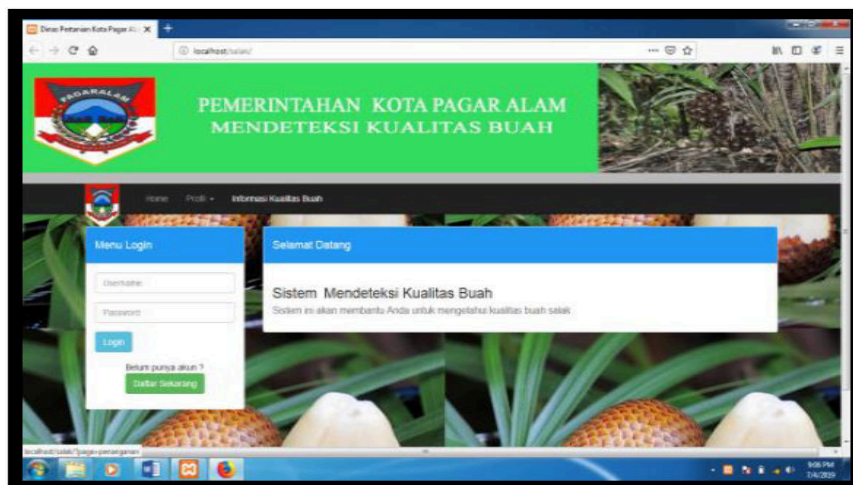 Dinas Pertanian Kota Pagar Al...
localhost/salak/
PAGARALAM
PEMERINTAHAN KOTA PAGAR ALAM
MENDETEKSI KUALITAS BUAH
Home Profil Informasi Kualitas Buah
Menu Login
Username
Password
Login
Belum punya akun ?
Daftar Sekarang
Selamat Datang
Sistem Mendeteksi Kualitas Buah
Sistem ini akan membantu Anda untuk mengetahui kualitas buah salak
localhost/salak/?page=penanganan
9:06 PM
7/4/2019